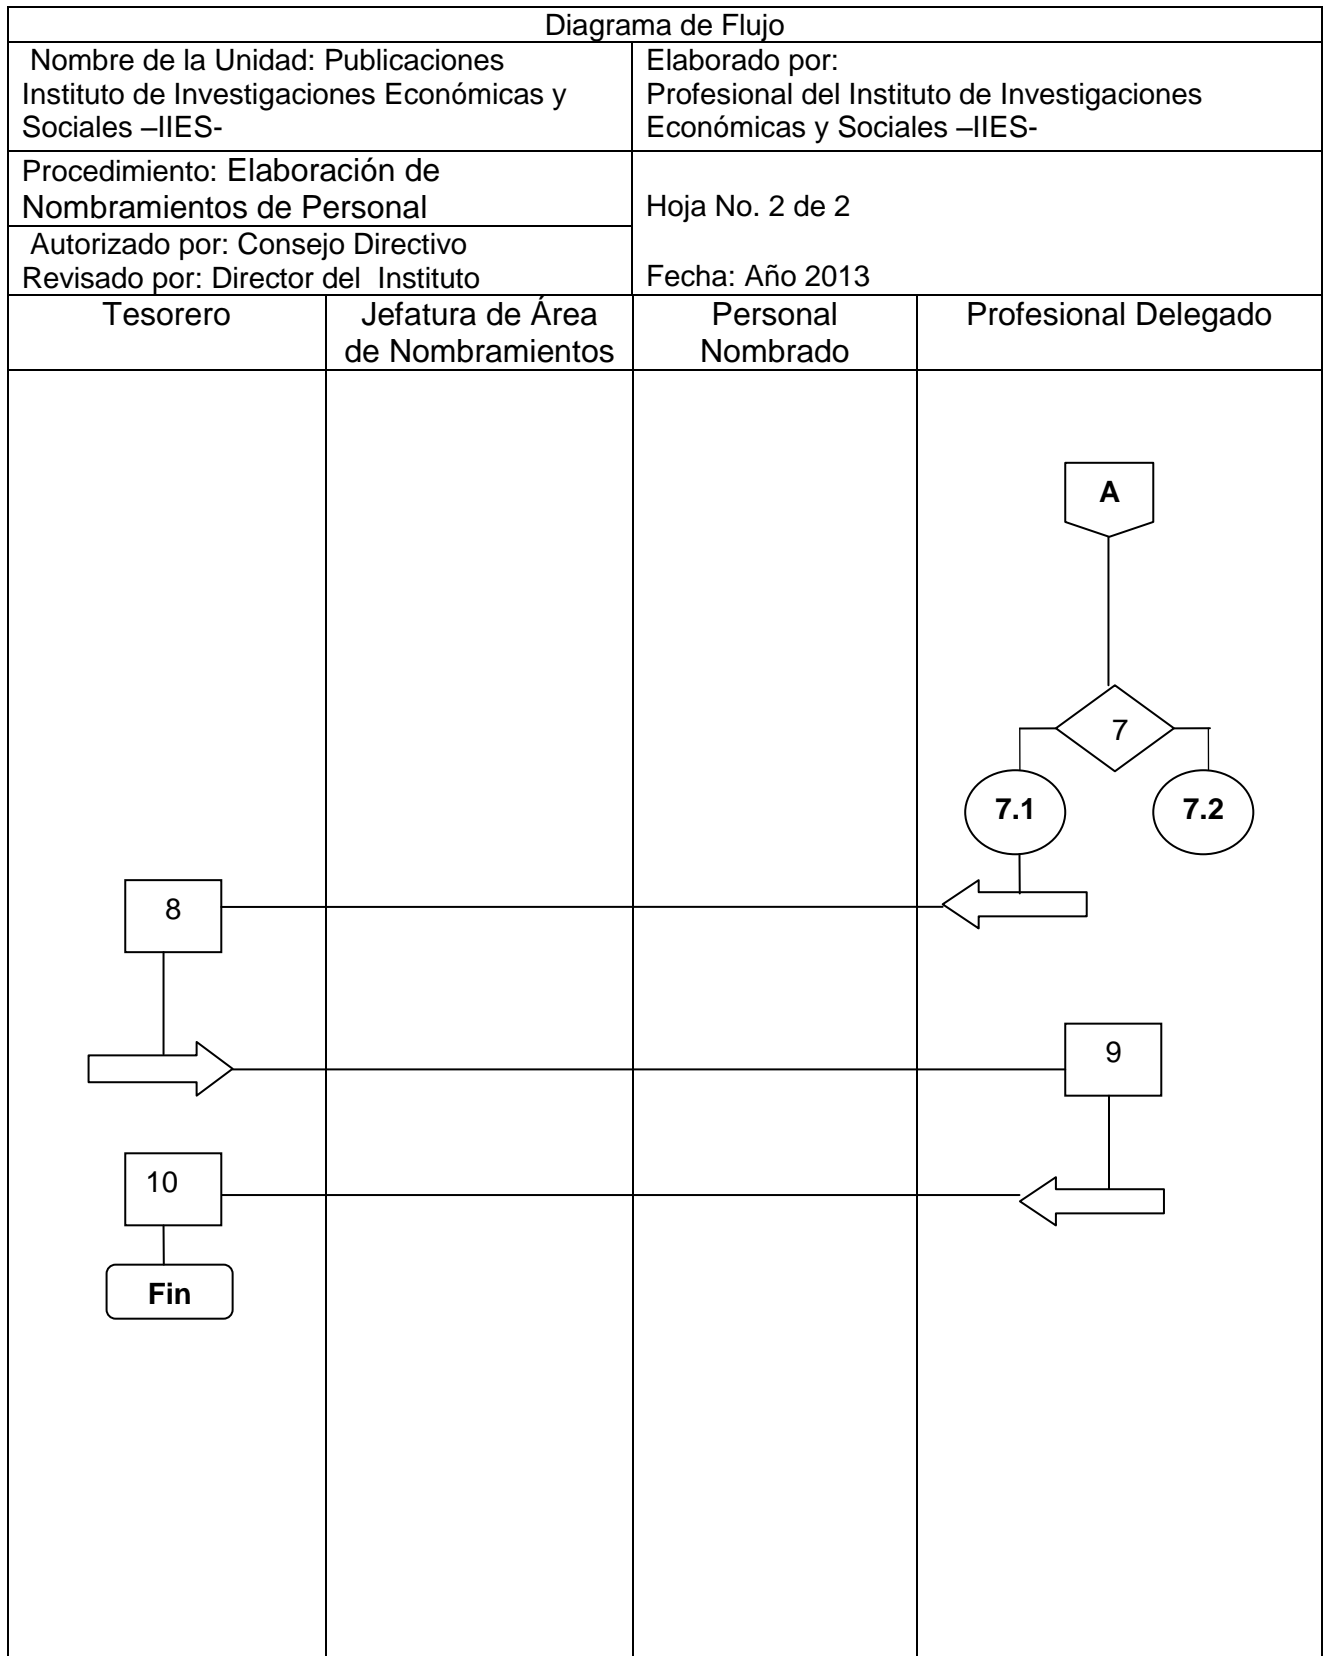 Diagrama de Flujo
Nombre de la Unidad: Publicaciones
Instituto de Investigaciones Económicas y
Sociales –IIES-
Elaborado por:
Profesional del Instituto de Investigaciones
Económicas y Sociales –IIES-
Procedimiento: Elaboración de
Nombramientos de Personal
Autorizado por: Consejo Directivo
Revisado por: Director del Instituto
Hoja No. 2 de 2
Fecha: Año 2013
Tesorero
Jefatura de Área
de Nombramientos
Personal
Nombrado
Profesional Delegado
A
7
7.1
7.2
8
9
10
Fin